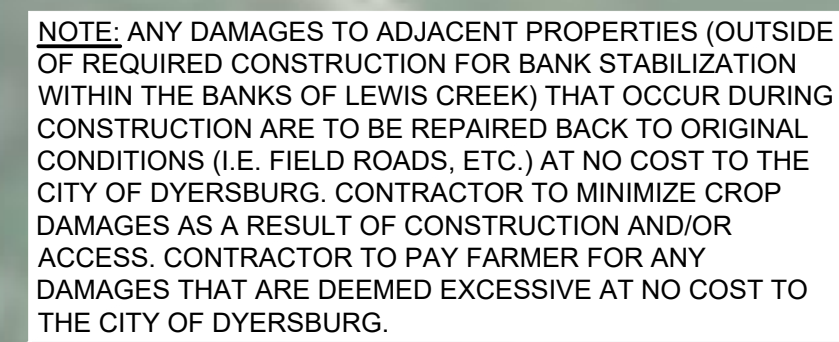 NOTE: ANY DAMAGES TO ADJACENT PROPERTIES (OUTSIDE
OF REQUIRED CONSTRUCTION FOR BANK STABILIZATION
WITHIN THE BANKS OF LEWIS CREEK) THAT OCCUR DURING
CONSTRUCTION ARE TO BE REPAIRED BACK TO ORIGINAL
CONDITIONS (I.E. FIELD ROADS, ETC.) AT NO COST TO THE
CITY OF DYERSBURG. CONTRACTOR TO MINIMIZE CROP
DAMAGES AS A RESULT OF CONSTRUCTION AND/OR
ACCESS. CONTRACTOR TO PAY FARMER FOR ANY
DAMAGES THAT ARE DEEMED EXCESSIVE AT NO COST TO
THE CITY OF DYERSBURG.